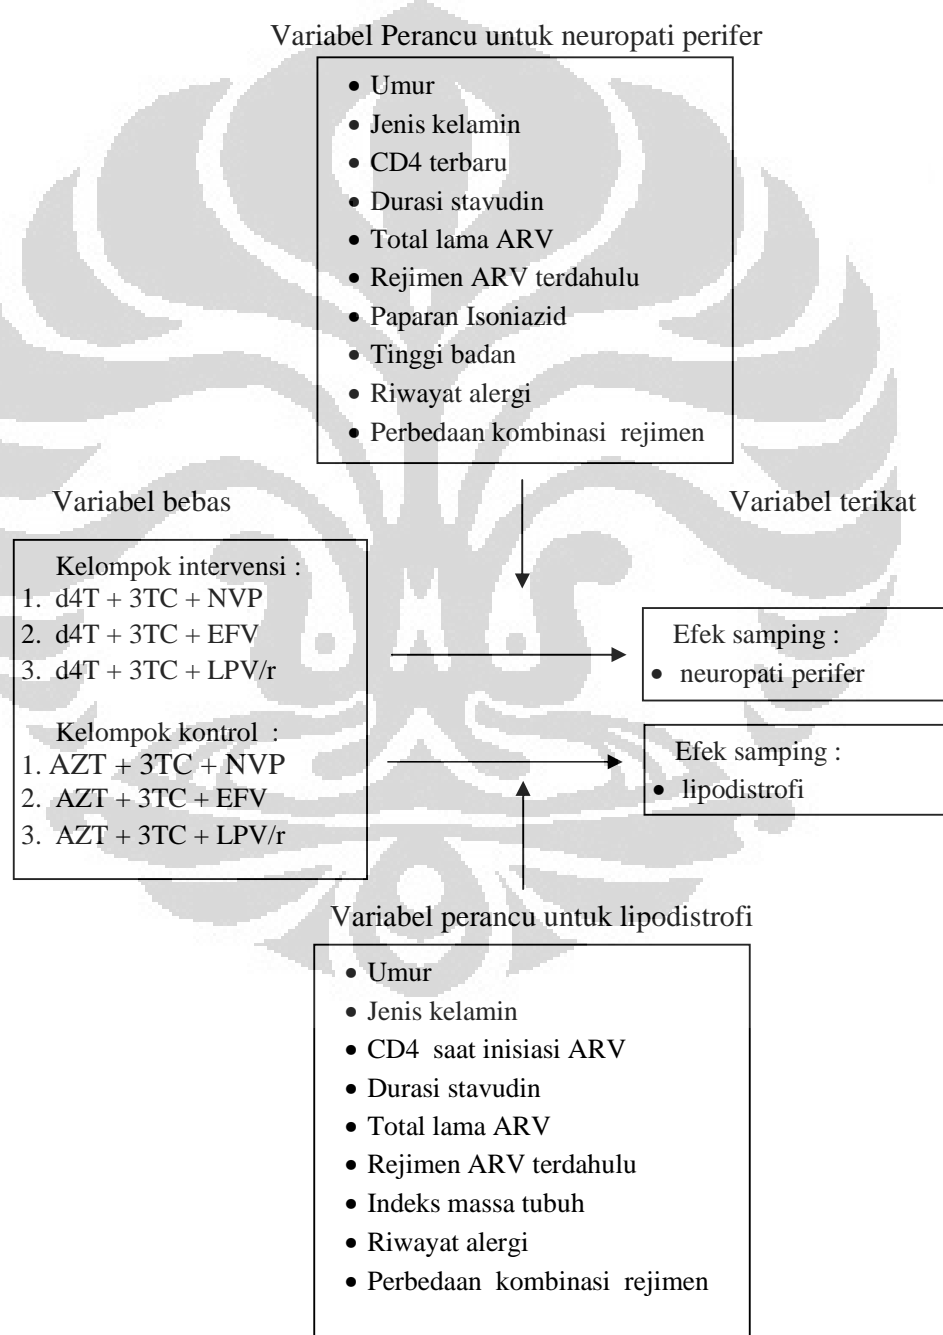 Variabel Perancu untuk neuropati perifer
• Umur
• Jenis kelamin
• CD4 terbaru
• Durasi stavudin
• Total lama ARV
• Rejimen ARV terdahulu
• Paparan Isoniazid
• Tinggi badan
• Riwayat alergi
• Perbedaan kombinasi rejimen
Variabel bebas
Kelompok intervensi :
1. d4T + 3TC + NVP
2. d4T + 3TC + EFV
3. d4T + 3TC + LPV/r
Kelompok kontrol :
1. AZT + 3TC + NVP
2. AZT + 3TC + EFV
3. AZT + 3TC + LPV/r
Variabel terikat
Efek samping :
• neuropati perifer
Efek samping :
• lipodistrofi
Variabel perancu untuk lipodistrofi
• Umur
• Jenis kelamin
• CD4 saat inisiasi ARV
• Durasi stavudin
• Total lama ARV
• Rejimen ARV terdahulu
• Indeks massa tubuh
• Riwayat alergi
• Perbedaan kombinasi rejimen